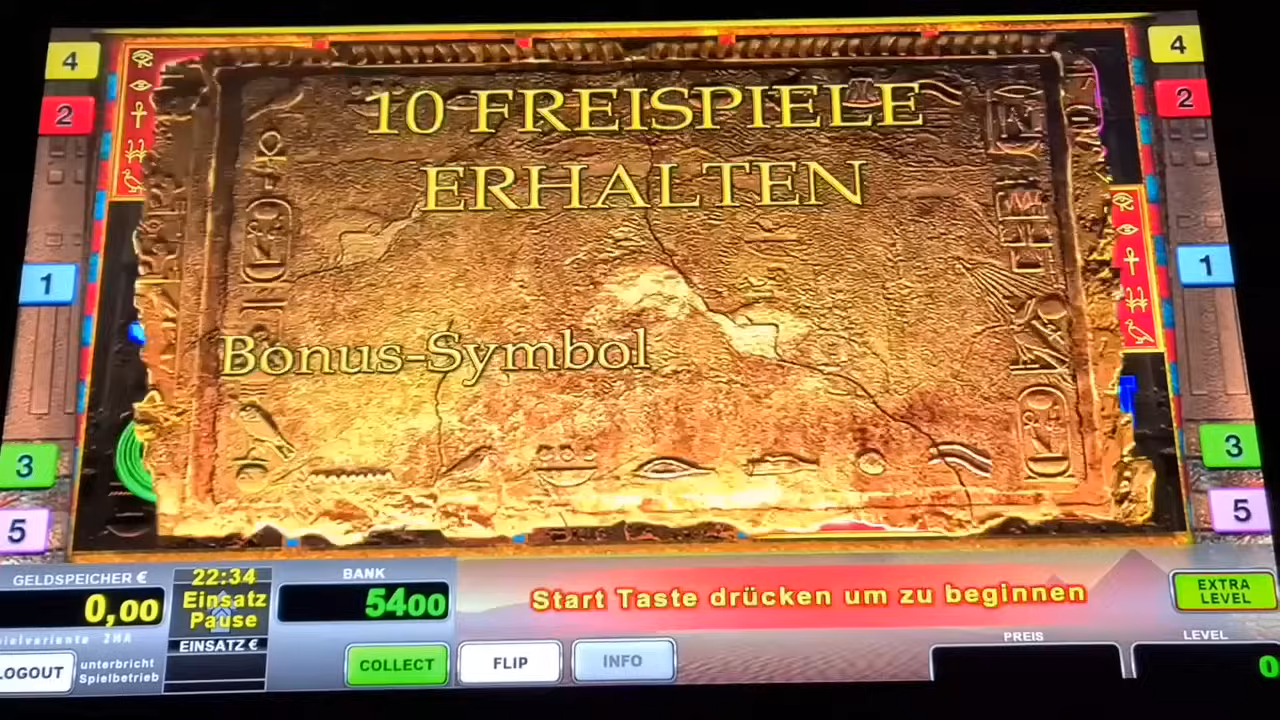 4
4
2
2
10 FREISPIELE
ERHALTEN
1
1
Bonus-Symbol
3
3
5
5
GELDSPEICHER €
0,00
22:34
Einsatz
Pause
EINSATZ €
BANK
5400
Start Taste drücken um zu beginnen
EXTRA
LEVEL
LOGOUT
unterbricht
Spielbetrieb
COLLECT
FLIP
INFO
PREIS
LEVEL
0